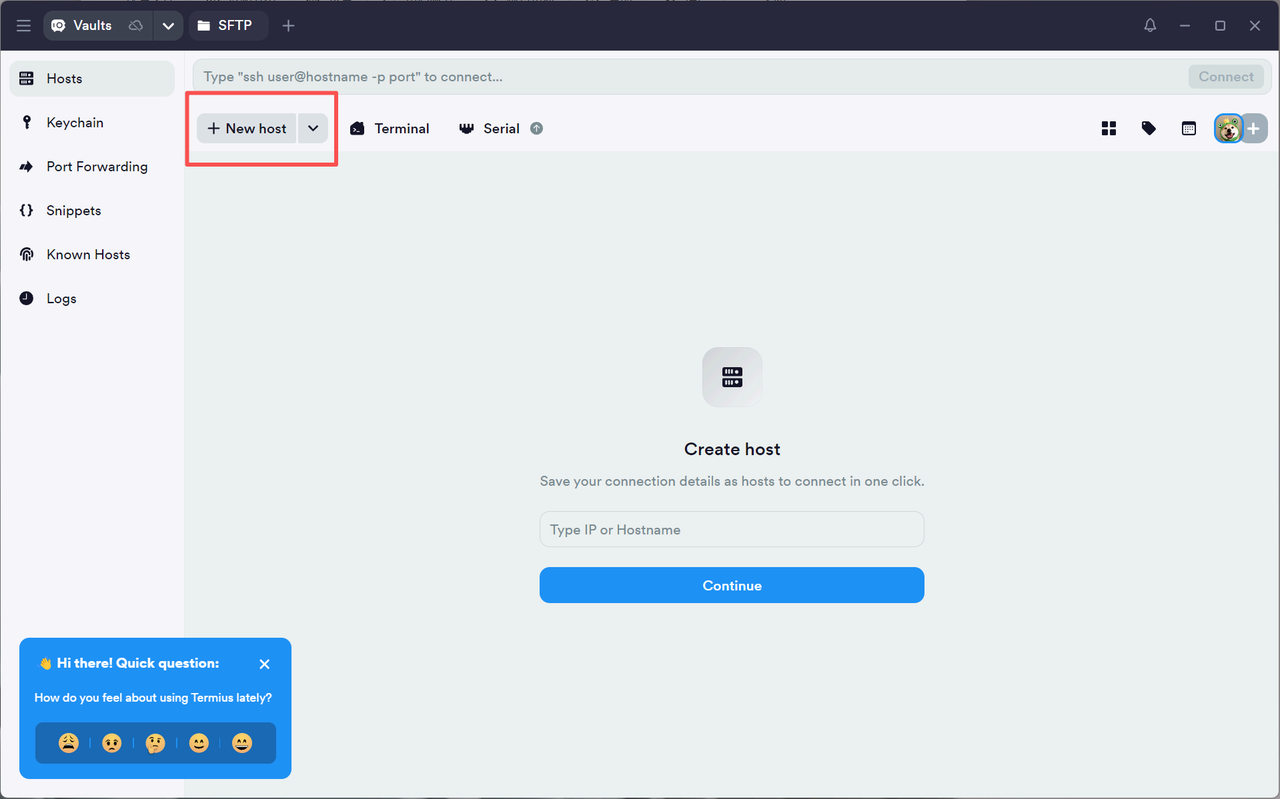 Vaults
SFTP
Hosts
Keychain
Port Forwarding
Snippets
Known Hosts
Logs
Type "ssh user@hostname -p port" to connect...
Connect
New host
Terminal
Serial
Create host
Save your connection details as hosts to connect in one click.
Type IP or Hostname
Continue
Hi there! Quick question:
How do you feel about using Termius lately?